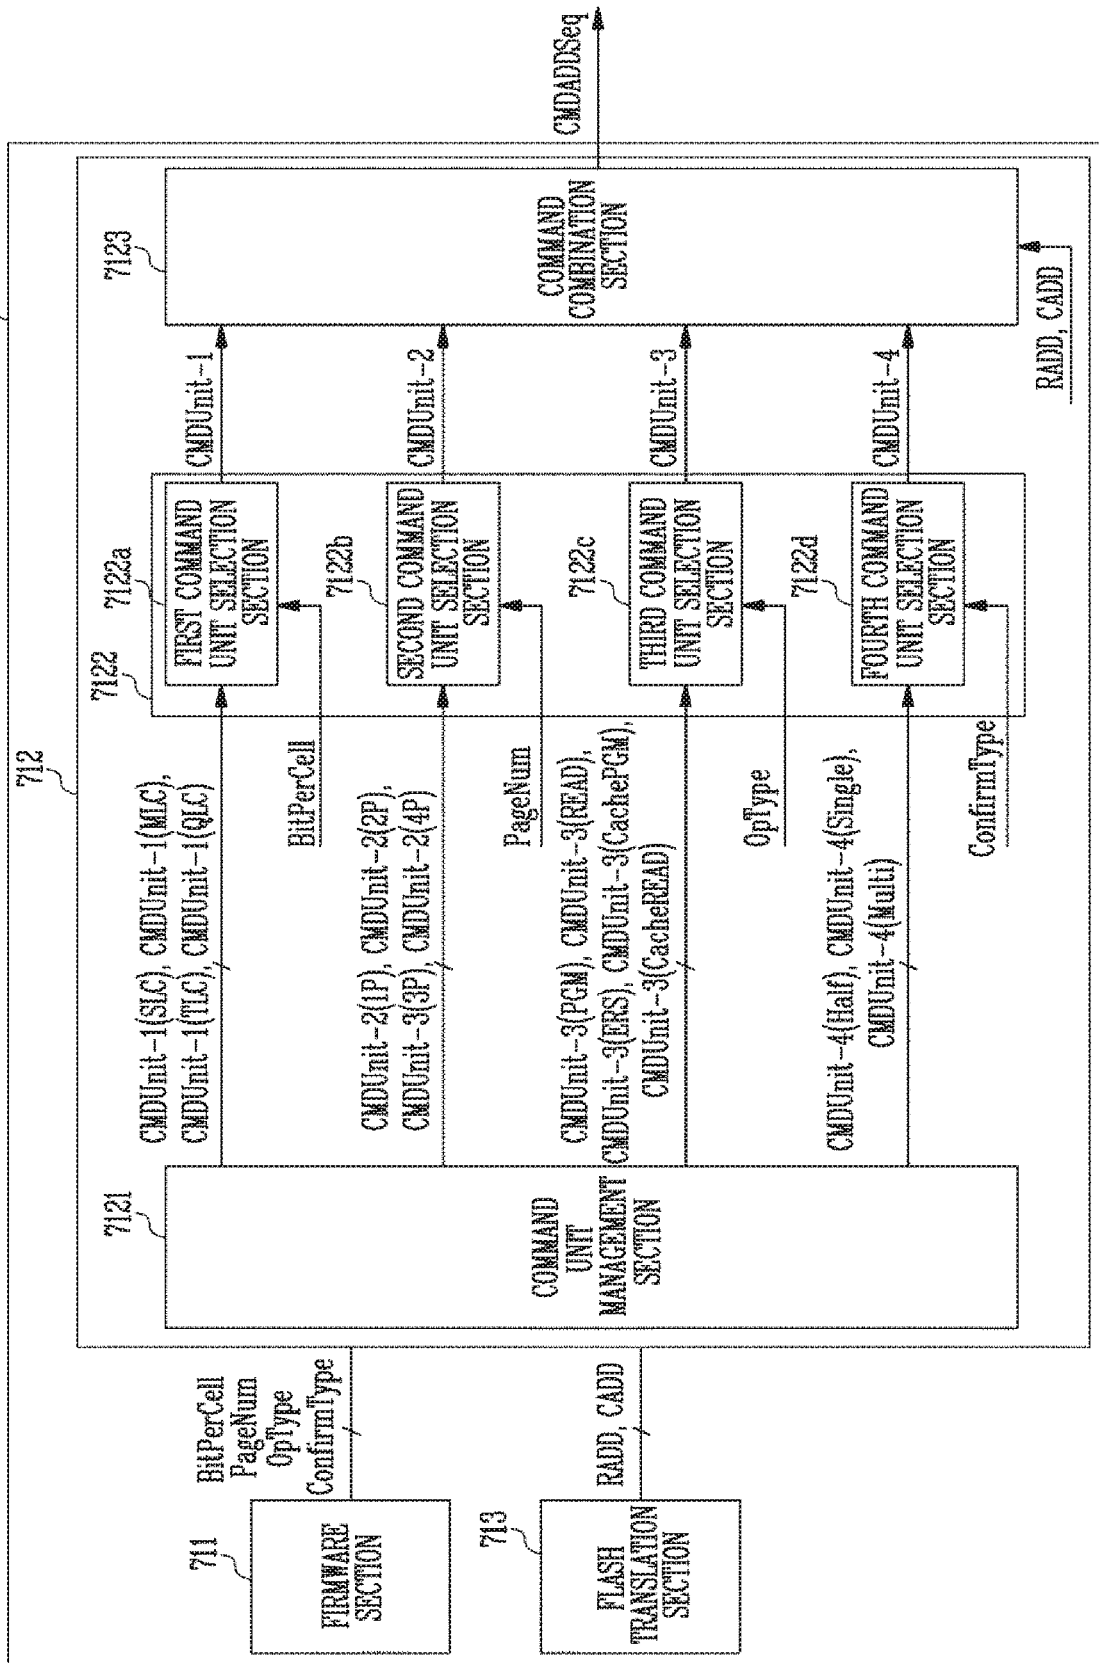 712
711
FIRMWARE
SECTION
BitPerCell
PageNum
OpType
ConfirmType
713
FLASH
TRANSLATION
SECTION
RADD, CADD
7121
COMMAND
UNIT
MANAGEMENT
SECTION
CMDUnit-1(SLC), CMDUnit-1(MLC),
CMDUnit-1(TLC), CMDUnit-1(QLC)
CMDUnit-2(1P), CMDUnit-2(2P),
CMDUnit-3(3P), CMDUnit-2(4P)
CMDUnit-3(PGM), CMDUnit-3(READ),
CMDUnit-3(ERS), CMDUnit-3(CachePGM),
CMDUnit-3(CacheREAD)
CMDUnit-4(Half), CMDUnit-4(Single),
CMDUnit-4(Multi)
7122
7122a
FIRST COMMAND
UNIT SELECTION
SECTION
BitPerCell
7122b
SECOND COMMAND
UNIT SELECTION
SECTION
PageNum
7122c
THIRD COMMAND
UNIT SELECTION
SECTION
OpType
7122d
FOURTH COMMAND
UNIT SELECTION
SECTION
ConfirmType
CMDUnit-1
CMDUnit-2
CMDUnit-3
CMDUnit-4
7123
COMMAND
COMBINATION
SECTION
RADD, CADD
CMDADDSeq